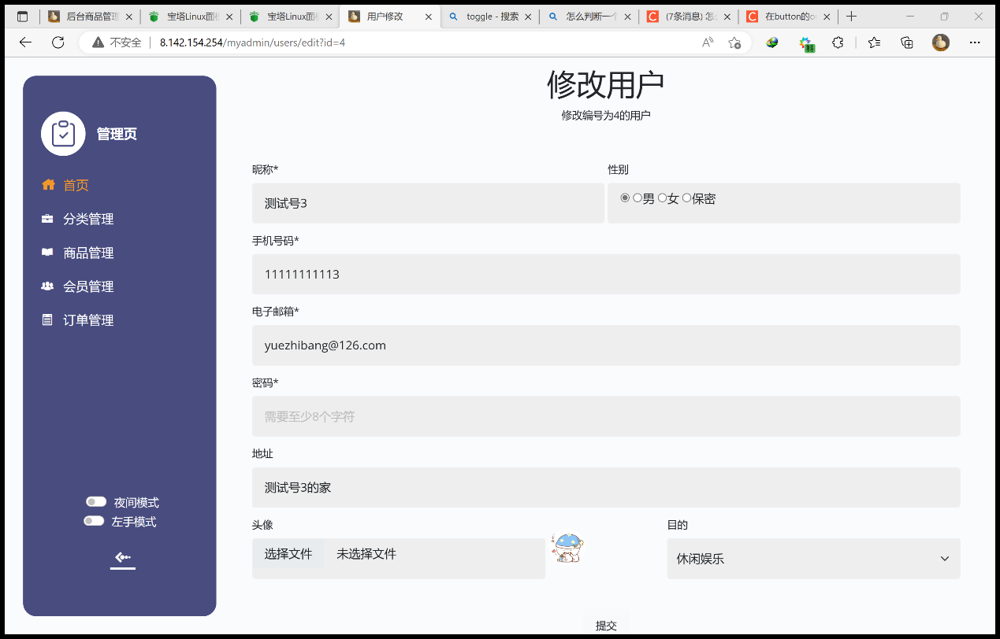 后台商品管理
宝塔Linux面板
宝塔Linux面板
用户修改
toggle - 搜索
怎么判断一个
(7条消息) 怎么
在button的o
不安全
8.142.154.254/myadmin/users/edit?id=4
科
管理页
首页
分类管理
商品管理
会员管理
订单管理
夜间模式
左手模式
修改用户
修改编号为4的用户
昵称*
性别
测试号3
男 女 保密
手机号码*
11111111113
电子邮箱*
yuezhibang@126.com
密码*
需要至少8个字符
地址
测试号3的家
头像
目的
选择文件 未选择文件
休闲娱乐
提交